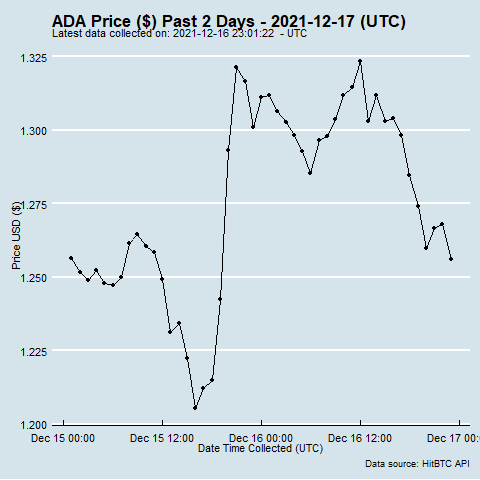 ADA Price ($) Past 2 Days - 2021-12-17 (UTC)
Latest data collected on: 2021-12-16 23:01:22  - UTC
1.325
1.300
1.275
1.250
1.225
1.200
Price USD ($)
Dec 15 00:00 Dec 15 12:00 Dec 16 00:00 Dec 16 12:00 Dec 17 00:0
Date Time Collected (UTC)
Data source: HitBTC API